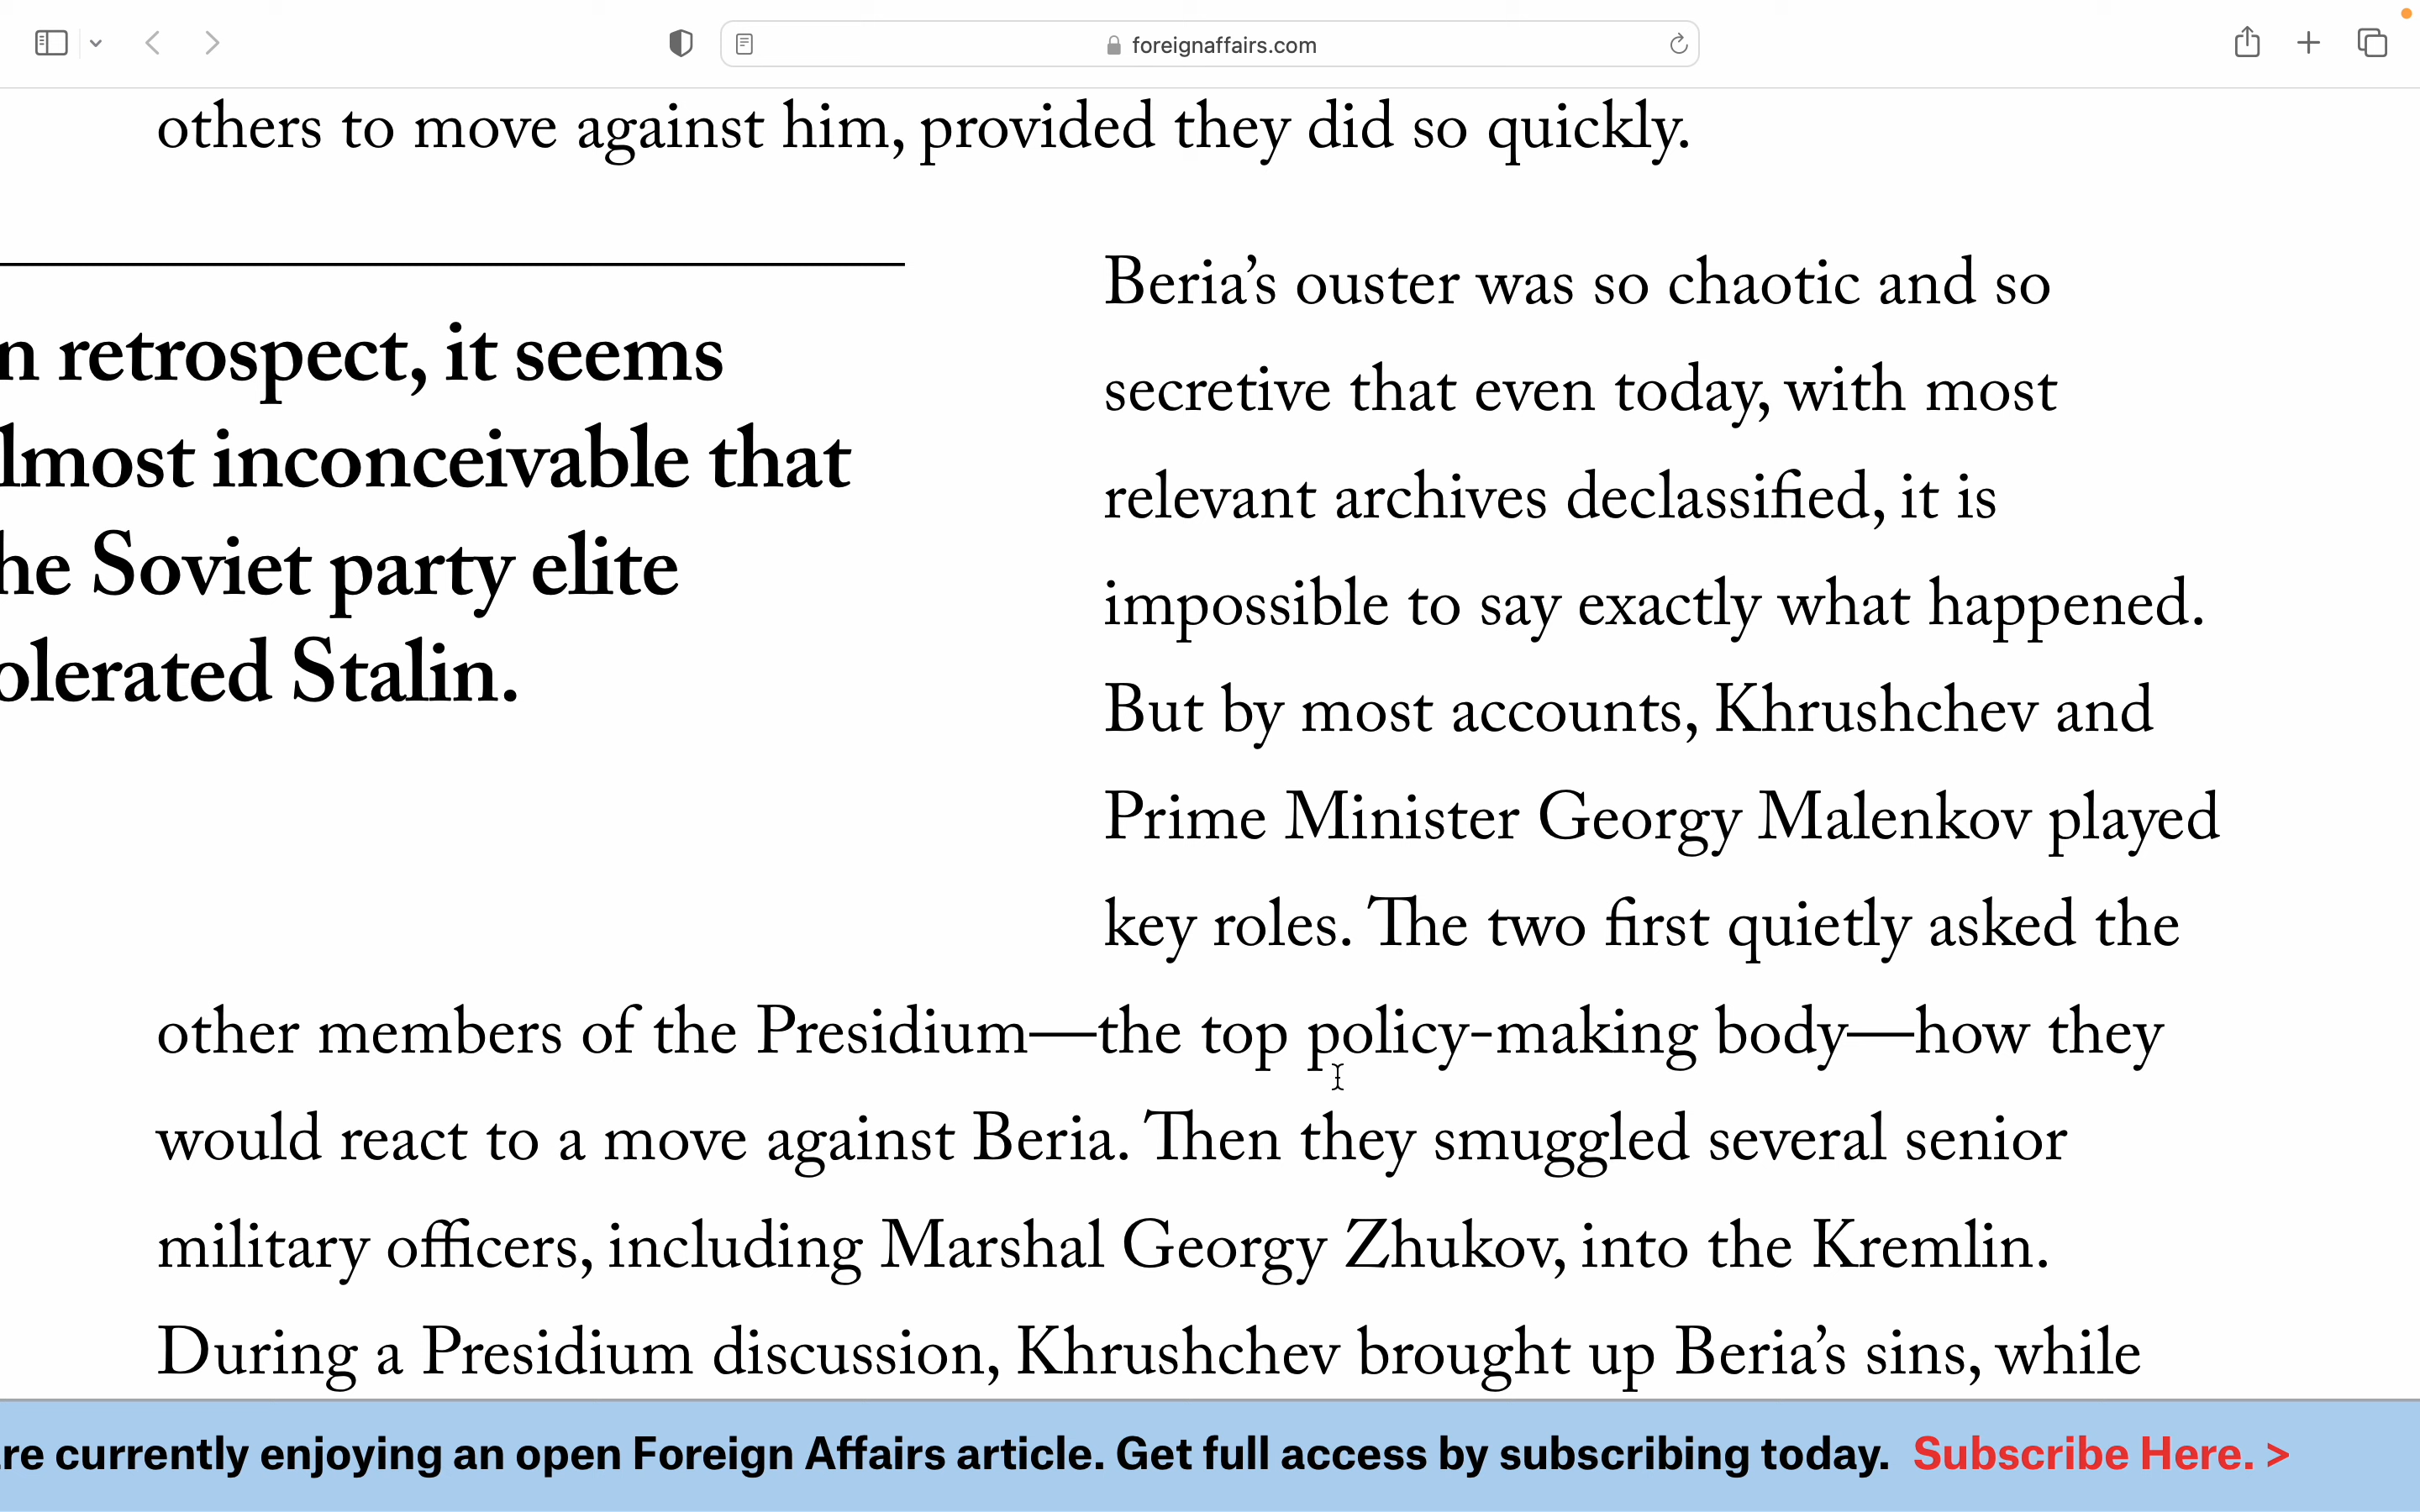 foreignaffairs.com
others to move against him, provided they did so quickly.
n retrospect, it seems
lmost inconceivable that
he Soviet party elite
olerated Stalin.
Beria’s ouster was so chaotic and so
secretive that even today, with most
relevant archives declassified, it is
impossible to say exactly what happened.
But by most accounts, Khrushchev and
Prime Minister Georgy Malenkov played
key roles. The two first quietly asked the
other members of the Presidium—the top policy-making body—how they
would react to a move against Beria. Then they smuggled several senior
military officers, including Marshal Georgy Zhukov, into the Kremlin.
During a Presidium discussion, Khrushchev brought up Beria’s sins, while
re currently enjoying an open Foreign Affairs article. Get full access by subscribing today. Subscribe Here. >